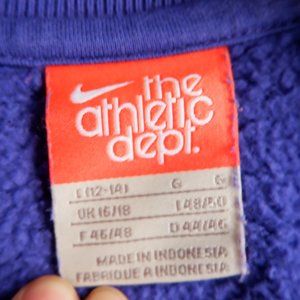 the
athletic
dept.
L (12-14) G G
UK 16/18 I 48/50
F 46/48 D 44/46
MADE IN INDONESIA
FABRIQUE A INDONESIA